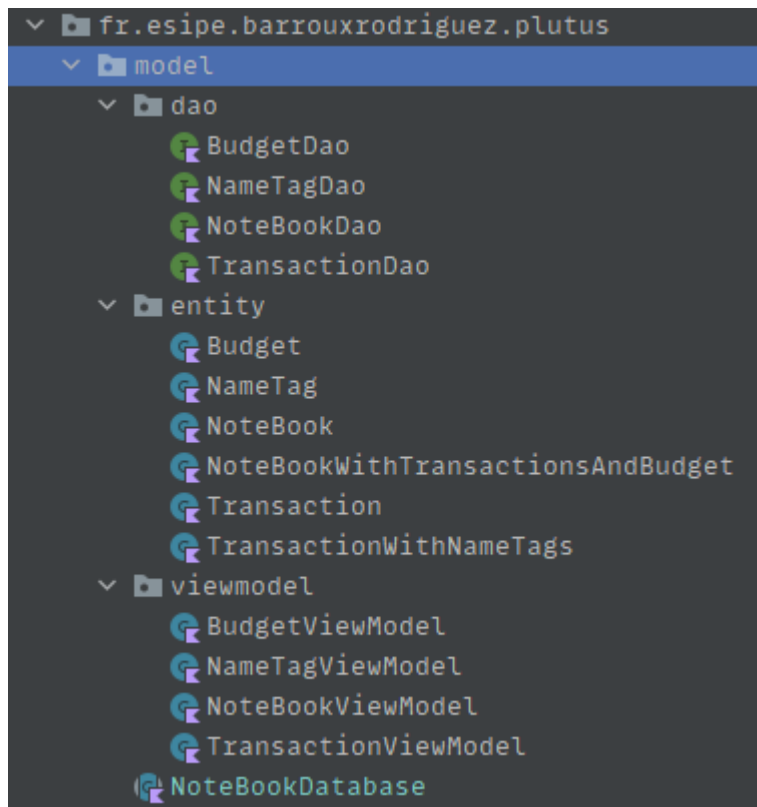 fr.esipe.barrouxrodriguez.plutus
model
dao
BudgetDao
NameTagDao
NoteBookDao
TransactionDao
entity
Budget
NameTag
NoteBook
NoteBookWithTransactionsAndBudget
Transaction
TransactionWithNameTags
viewmodel
BudgetViewModel
NameTagViewModel
NoteBookViewModel
TransactionViewModel
NoteBookDatabase